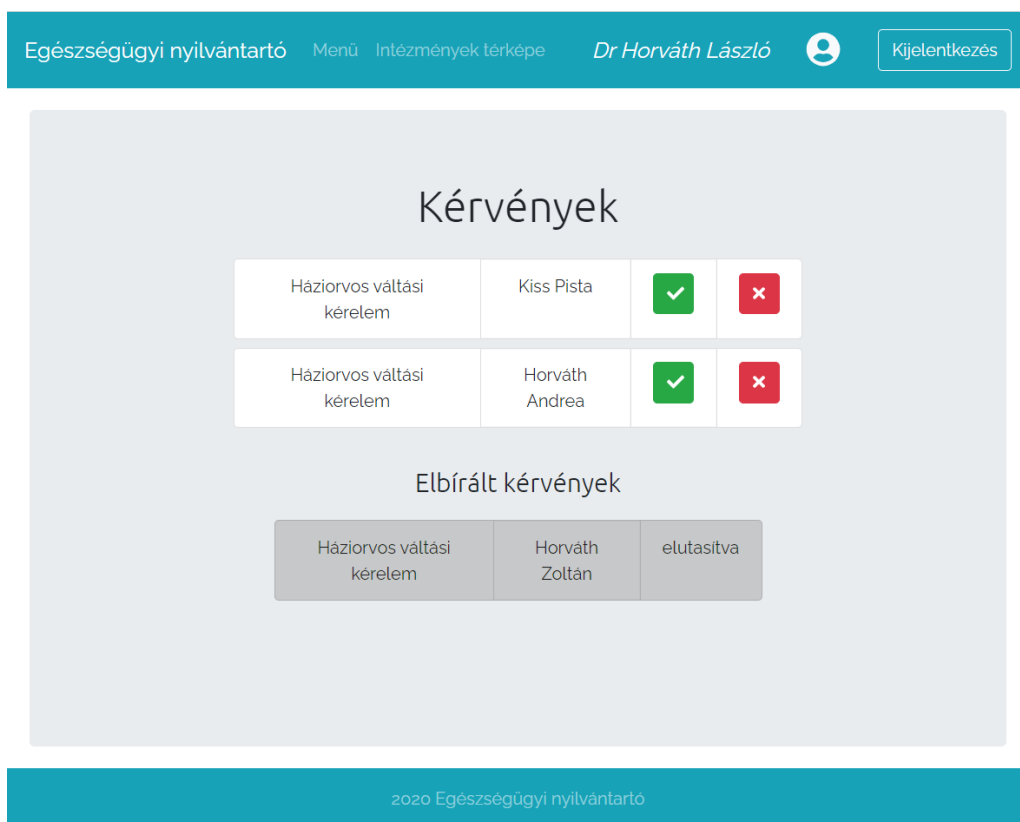 Egészségügyi nyilvántartó Menü Intézmények térképe Dr Horváth László Kijelentkezés
Kérvények
Háziorvos váltási kérelem Kiss Pista
Háziorvos váltási kérelem Horváth Andrea
Elbírált kérvények
Háziorvos váltási kérelem Horváth Zoltán elutasítva
2020 Egészségügyi nyilvántartó